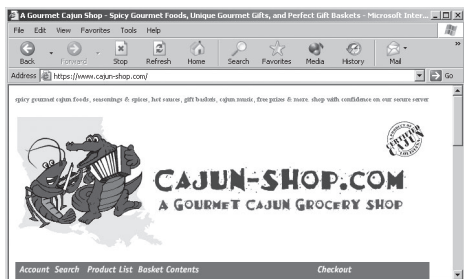 A Gourmet Cajun Shop - Spicy Gourmet Foods, Unique Gourmet Gifts, and Perfect Gift Baskets - Microsoft Inter...
File Edit View Favorites Tools Help
Back Forward Stop Refresh Home Search Favorites Media History Mail
Address https://www.cajun-shop.com/ Go
spicy gourmet cajun foods, seasonings & spices, hot sauces, gift baskets, cajun music, free prizes & more. shop with confidence on our secure server
CERTIFIED
CAJUN
CAJUN-SHOP.COM
A GOURMET CAJUN GROCERY SHOP
Account Search Product List Basket Contents Checkout